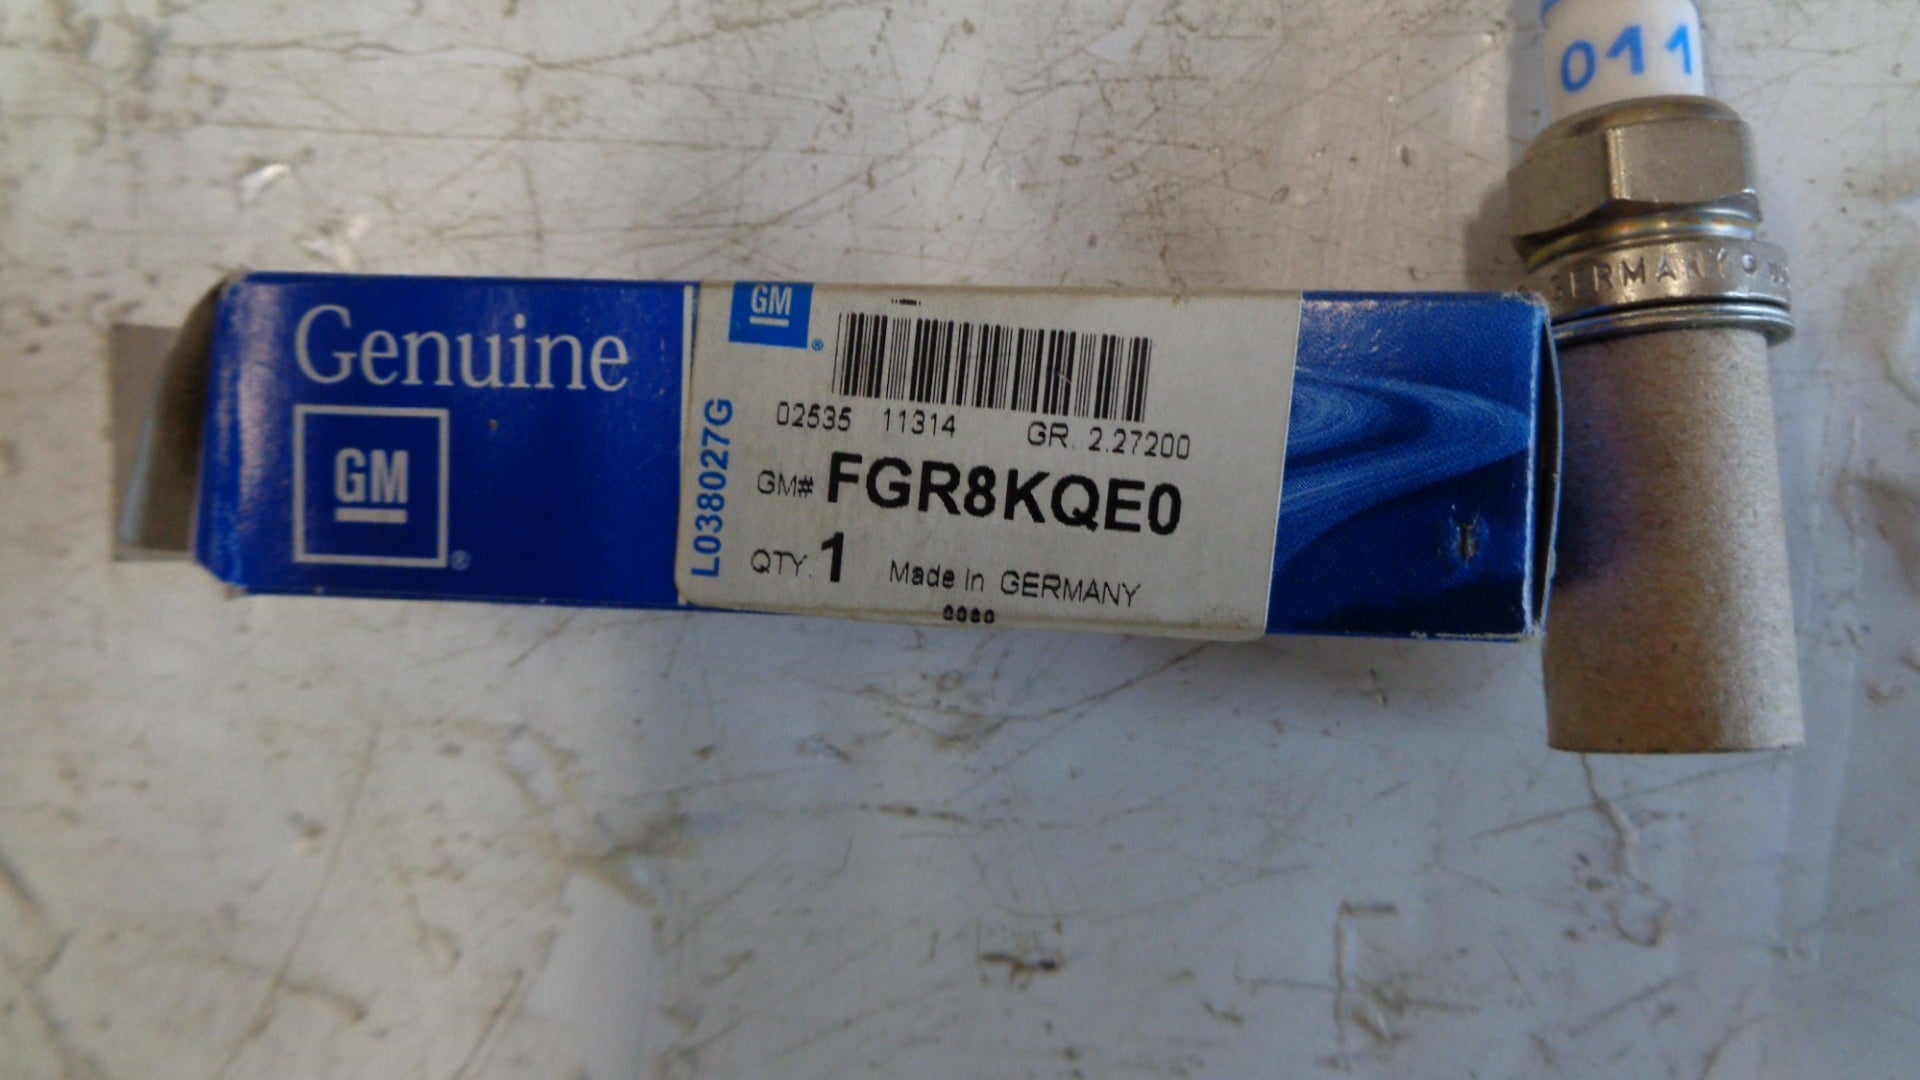 011
GERMANY
Genuine
GM
®
GM
®
L038027G
02535 11314 GR. 2.27200
GM# FGR8KQE0
QTY. 1 Made In GERMANY